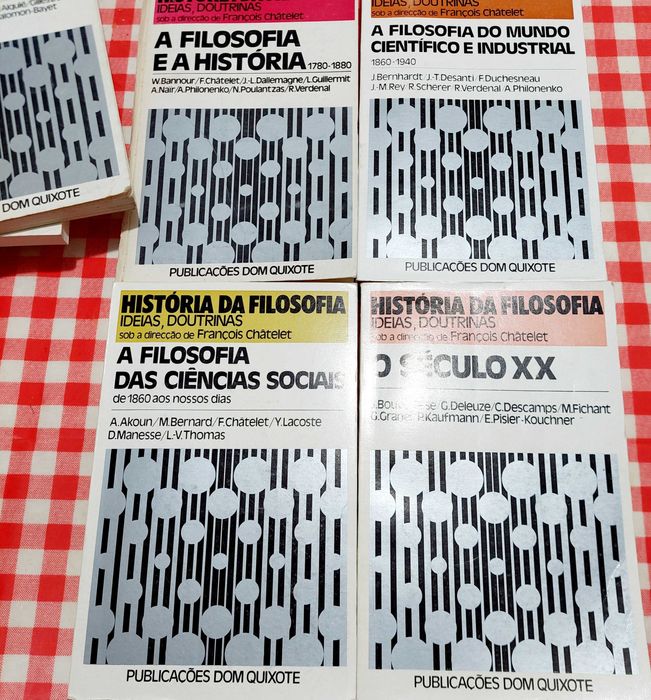 Alquié
Salomon-Bayet
DOM QUIXOTE
IDEIAS, DOUTRINAS
sob a direcção de François Châtelet
A FILOSOFIA
E A HISTÓRIA 1780-1880
W.Bannour/F.Châtelet/J.-L.Dallemagne/L.Guillermit
A.Nair/A.Philonenko/N.Poulantzas/R.Verdenal
PUBLICAÇÕES DOM QUIXOTE
IDEIAS, DOUTRINAS
sob a direcção de François Châtelet
A FILOSOFIA DO MUNDO
CIENTÍFICO E INDUSTRIAL
1860-1940
J.Bernhardt J.-T.Desanti F.Duchesneau
J.-M.Rey R.Scherer R.Verdenal A.Philonenko
PUBLICAÇÕES DOM QUIXOTE
HISTÓRIA DA FILOSOFIA
IDEIAS, DOUTRINAS
sob a direcção de François Châtelet
A FILOSOFIA
DAS CIÊNCIAS SOCIAIS
de 1860 aos nossos dias
A.Akoun/M.Bernard/F.Châtelet/Y.Lacoste
D.Manesse/L.-V.Thomas
PUBLICAÇÕES DOM QUIXOTE
HISTÓRIA DA FILOSOFIA
IDEIAS, DOUTRINAS
sob a direcção de François Châtelet
O SÉCULO XX
/G.Deleuze/C.Descamps/M.Fichant
P.Kaufmann/E.Pisier-Kouchner
PUBLICAÇÕES DOM QUIXOTE